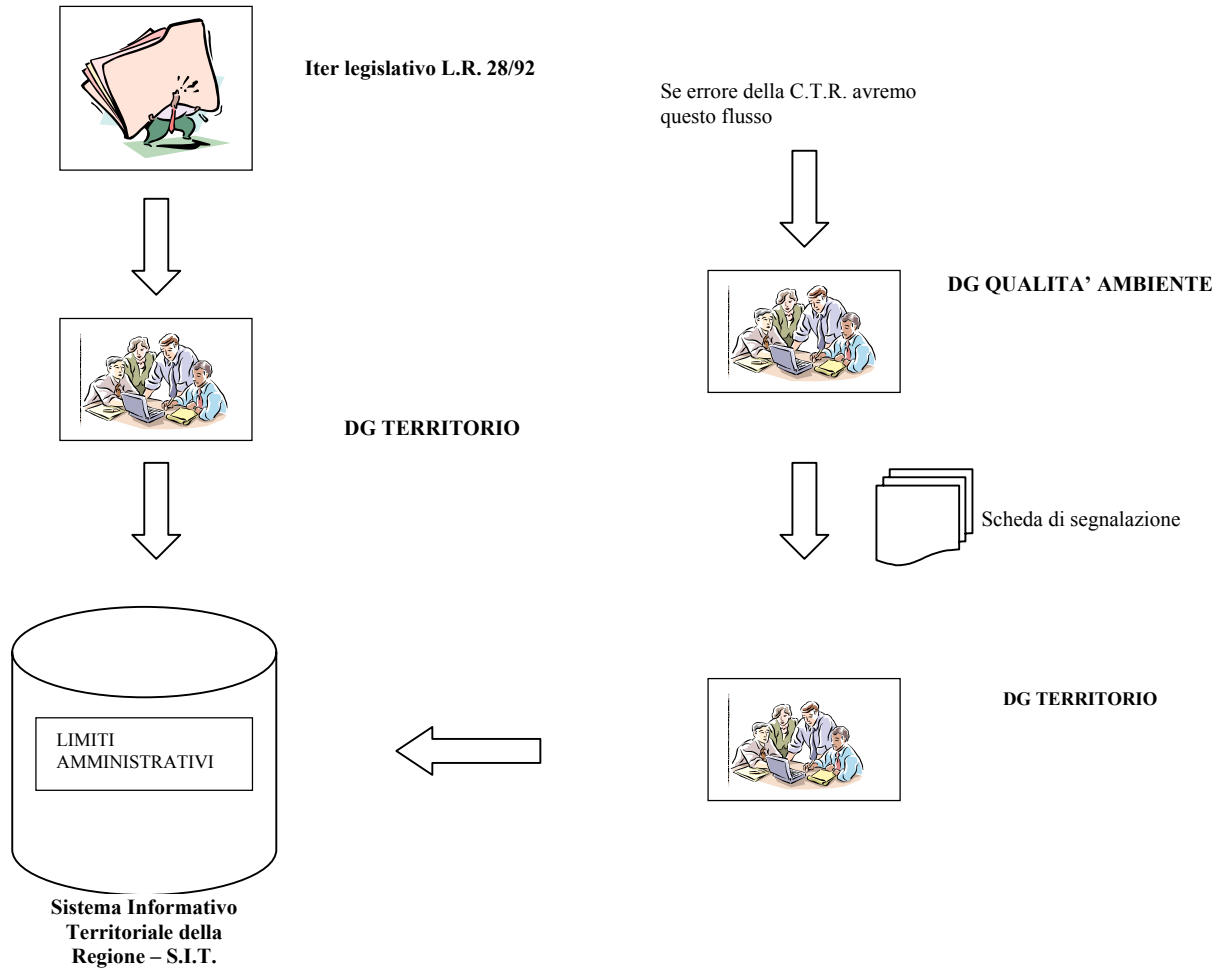 Iter legislativo L.R. 28/92
Se errore della C.T.R. avremo
questo flusso
DG QUALITA’ AMBIENTE
DG TERRITORIO
Scheda di segnalazione
DG TERRITORIO
LIMITI
AMMINISTRATIVI
Sistema Informativo
Territoriale della
Regione – S.I.T.